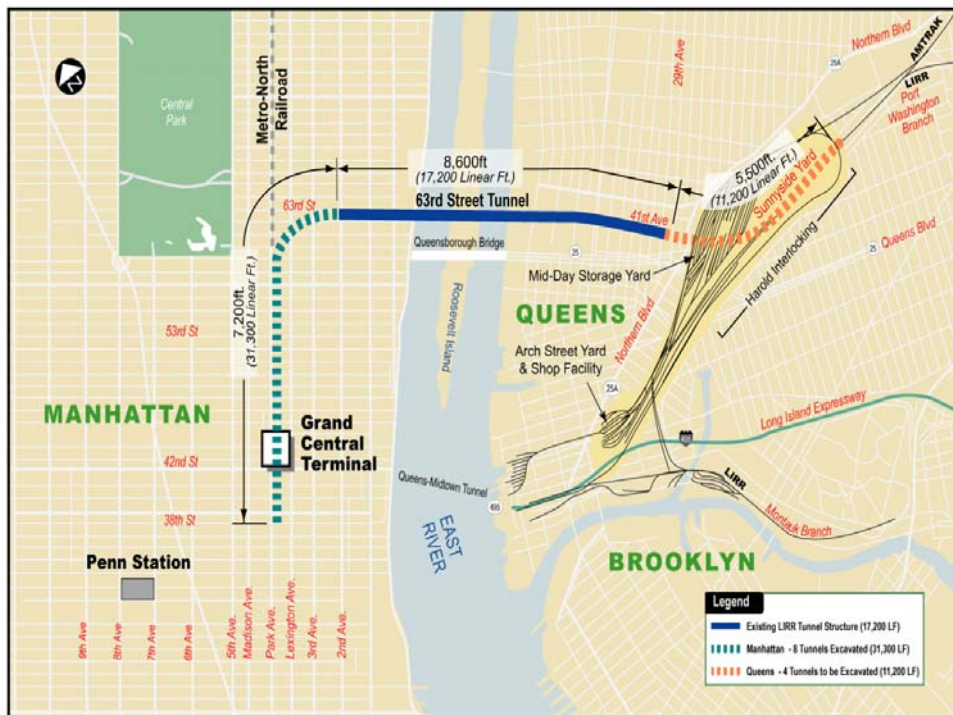 Northern Blvd
25A
AMTRAK
LIRR
Port
Washington
Branch
29th Ave
Metro-North
Railroad
Central
Park
8,600ft
(17,200 Linear Ft.)
5,500ft.
(11,200 Linear Ft.)
Sunnyside Yard
63rd St
63rd Street Tunnel
41st Ave
Queensborough Bridge
25
25
Queens Blvd
Mid-Day Storage Yard
Harold Interlocking
7,200ft.
(31,300 Linear Ft.)
Roosevelt Island
QUEENS
Northern Blvd
53rd St
Arch Street Yard
& Shop Facility
25A
MANHATTAN
Grand
Central
Terminal
Long Island Expressway
42nd St
Queens-Midtown Tunnel
LIRR
495
38th St
EAST
RIVER
Montauk Branch
Penn Station
BROOKLYN
9th Ave
8th Ave
7th Ave
6th Ave
5th Ave.
Madison Ave.
Park Ave.
Lexington Ave.
3rd Ave.
2nd Ave.
Legend
Existing LIRR Tunnel Structure (17,200 LF)
Manhattan - 8 Tunnels Excavated (31,300 LF)
Queens - 4 Tunnels to be Excavated (11,200 LF)